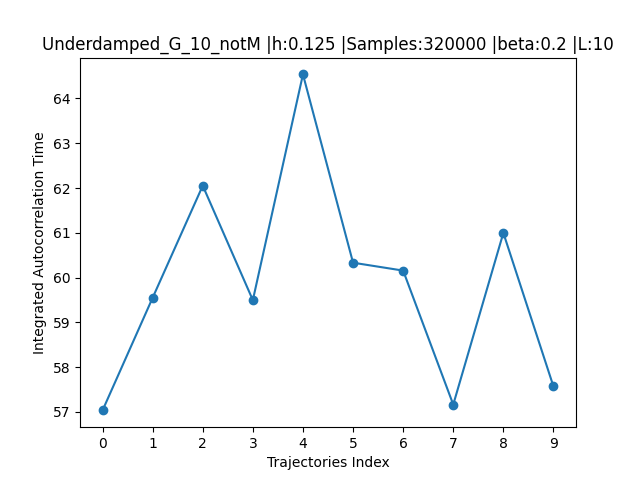 Underdamped_G_10_notM |h:0.125 |Samples:320000 |beta:0.2 |L:10
Integrated Autocorrelation Time
64
63
62
61
60
59
58
57
0 1 2 3 4 5 6 7 8 9
Trajectories Index